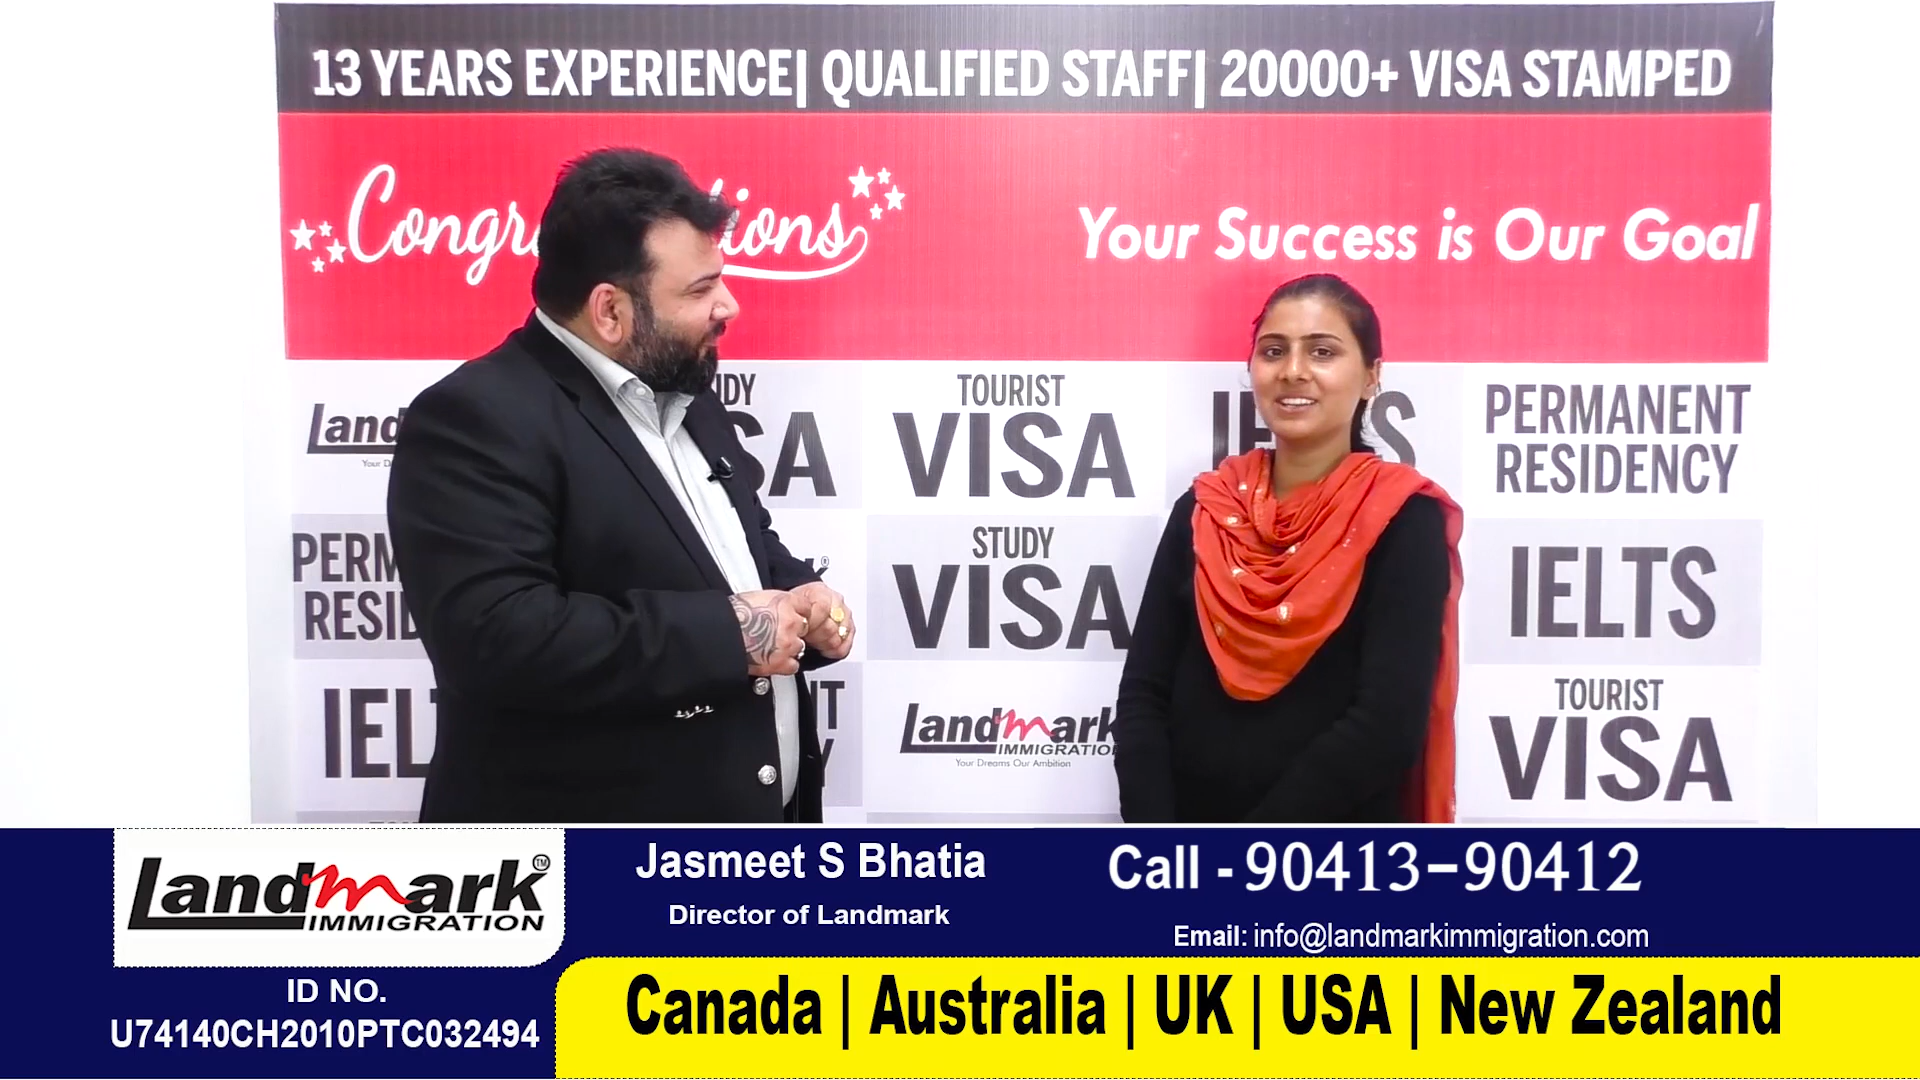 13 YEARS EXPERIENCE| QUALIFIED STAFF| 20000+ VISA STAMPED
Your Success is Our Goal
TOURIST
VISA
PERMANENT
RESIDENCY
STUDY
VISA
IELTS
Landmark
IMMIGRATION
Your Dreams Our Ambition
TOURIST
VISA
Landmark TM
IMMIGRATION
ID NO.
U74140CH2010PTC032494
Jasmeet S Bhatia
Director of Landmark
Call - 90413-90412
Email: info@landmarkimmigration.com
Canada | Australia | UK | USA | New Zealand